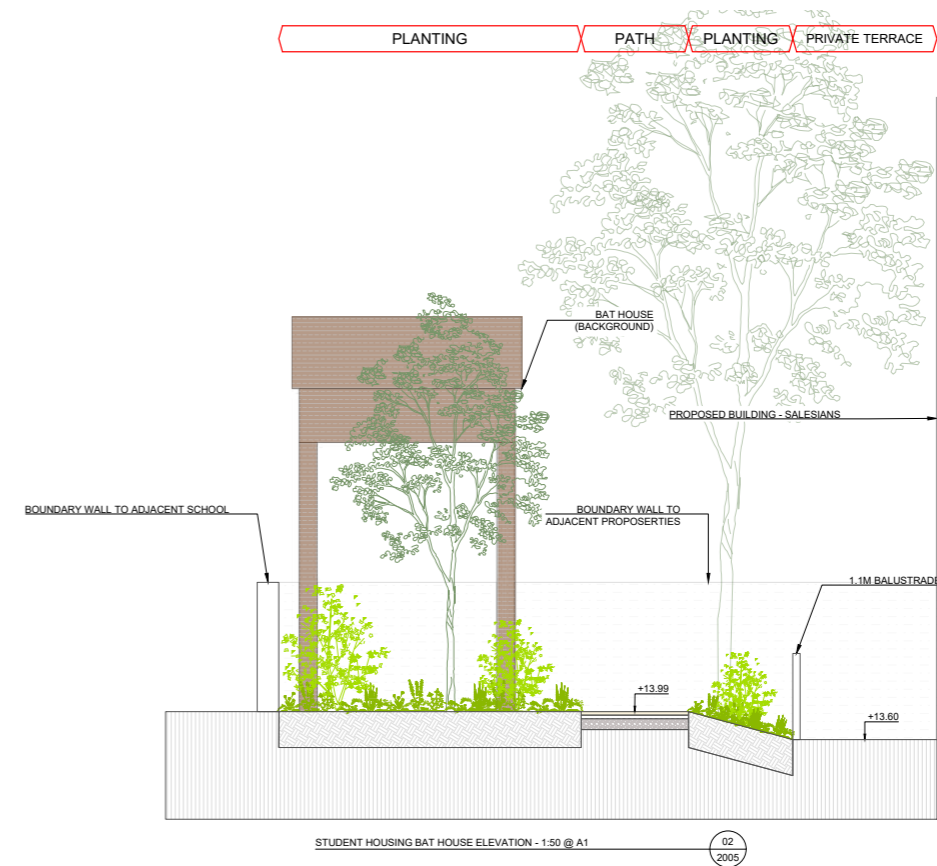 PLANTING
PATH
PLANTING
PRIVATE TERRACE
BAT HOUSE
(BACKGROUND)
PROPOSED BUILDING - SALESIANS
BOUNDARY WALL TO ADJACENT SCHOOL
BOUNDARY WALL TO
ADJACENT PROPOSERTIES
1.1M BALUSTRADE
+13.99
+13.60
STUDENT HOUSING BAT HOUSE ELEVATION - 1:50 @ A1
02
2005